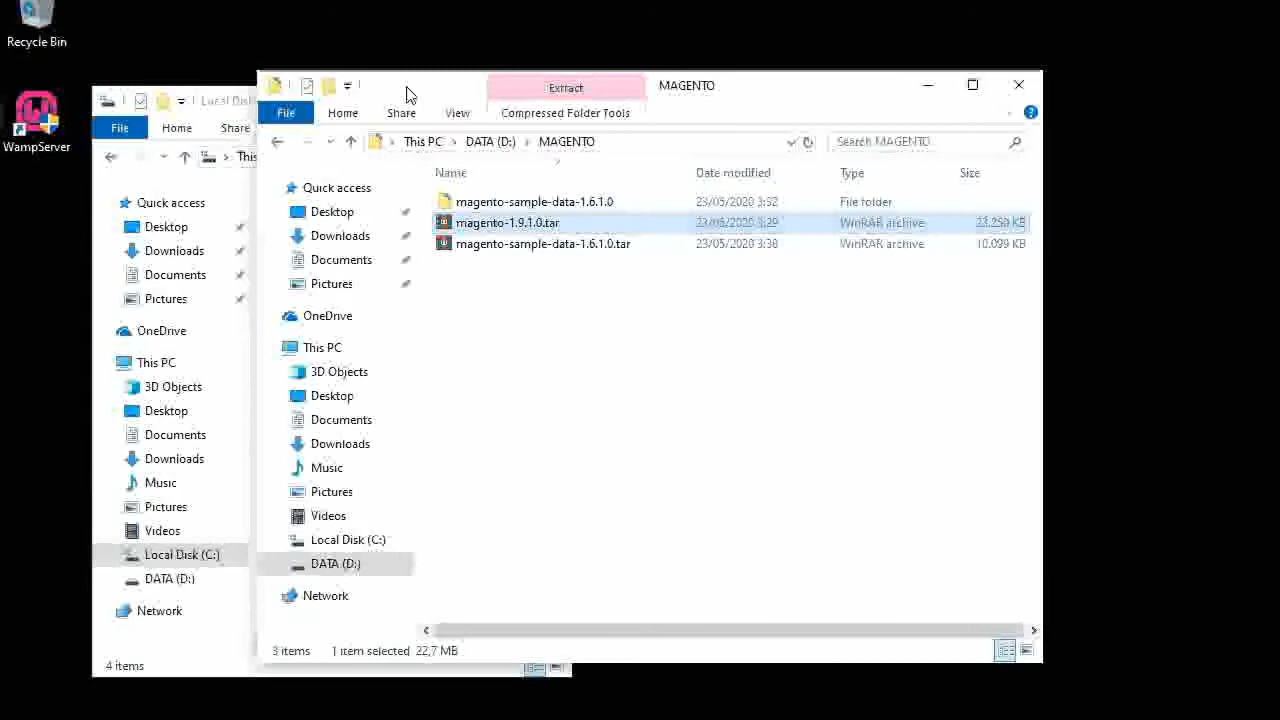 Recycle Bin
WampServer
Local Disk
File
Home
Share
This
Quick access
Desktop
Downloads
Documents
Pictures
OneDrive
This PC
3D Objects
Desktop
Documents
Downloads
Music
Pictures
Videos
Local Disk (C:)
DATA (D:)
Network
4 items
Extract
MAGENTO
File
Home
Share
View
Compressed Folder Tools
This PC
DATA (D:)
MAGENTO
Search MAGENTO
Quick access
Desktop
Downloads
Documents
Pictures
OneDrive
This PC
3D Objects
Desktop
Documents
Downloads
Music
Pictures
Videos
Local Disk (C:)
DATA (D:)
Network
Name Date modified Type Size
magento-sample-data-1.6.1.0 23/05/2020 3:32 File folder
magento-1.9.1.0.tar 23/05/2020 3:29 WinRAR archive
magento-sample-data-1.6.1.0.tar 23/05/2020 3:30 WinRAR archive 10.099 KB
3 items 1 item selected 22,7 MB